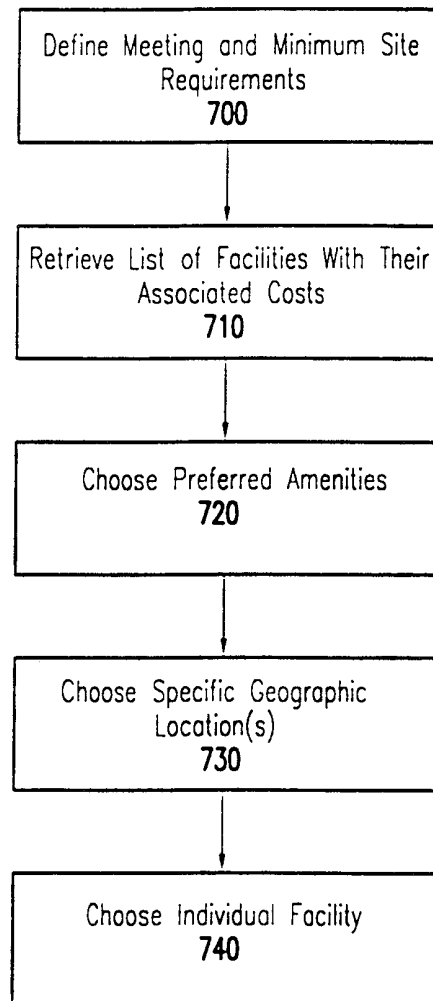 Define Meeting and Minimum Site
Requirements
700
Retrieve List of Facilities With Their
Associated Costs
710
Choose Preferred Amenities
720
Choose Specific Geographic
Location(s)
730
Choose Individual Facility
740